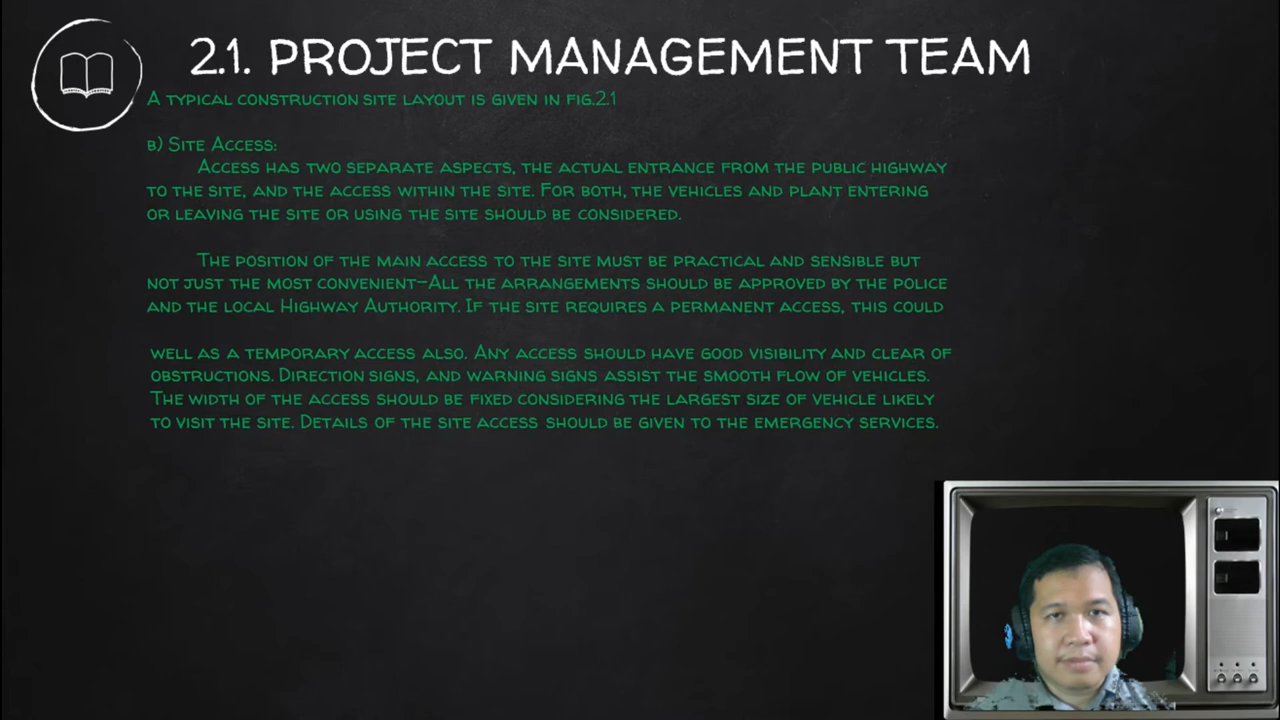 2.1. PROJECT MANAGEMENT TEAM
A TYPICAL CONSTRUCTION SITE LAYOUT IS GIVEN IN FIG.2.1
B) SITE ACCESS:
ACCESS HAS TWO SEPARATE ASPECTS, THE ACTUAL ENTRANCE FROM THE PUBLIC HIGHWAY
TO THE SITE, AND THE ACCESS WITHIN THE SITE. FOR BOTH, THE VEHICLES AND PLANT ENTERING
OR LEAVING THE SITE OR USING THE SITE SHOULD BE CONSIDERED.
THE POSITION OF THE MAIN ACCESS TO THE SITE MUST BE PRACTICAL AND SENSIBLE BUT
NOT JUST THE MOST CONVENIENT-ALL THE ARRANGEMENTS SHOULD BE APPROVED BY THE POLICE
AND THE LOCAL HIGHWAY AUTHORITY. IF THE SITE REQUIRES A PERMANENT ACCESS, THIS COULD
WELL AS A TEMPORARY ACCESS ALSO. ANY ACCESS SHOULD HAVE GOOD VISIBILITY AND CLEAR OF
OBSTRUCTIONS. DIRECTION SIGNS, AND WARNING SIGNS ASSIST THE SMOOTH FLOW OF VEHICLES.
THE WIDTH OF THE ACCESS SHOULD BE FIXED CONSIDERING THE LARGEST SIZE OF VEHICLE LIKELY
TO VISIT THE SITE. DETAILS OF THE SITE ACCESS SHOULD BE GIVEN TO THE EMERGENCY SERVICES.